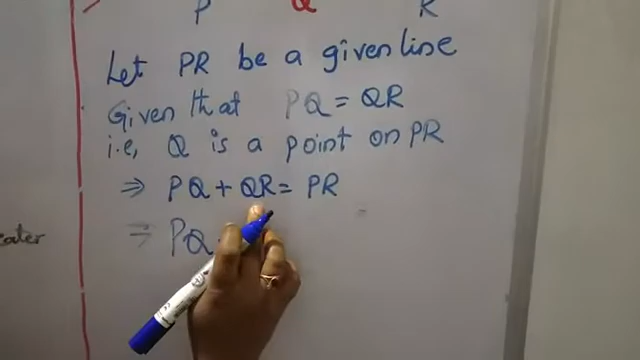 P Q R
Let PR be a given line
Given that PQ = QR
i.e, Q is a point on PR
⇒ PQ + QR = PR
⇒ PQ